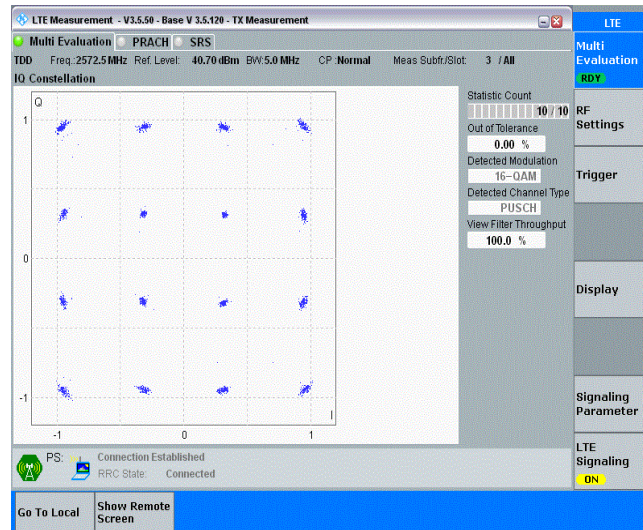 LTE Measurement - V3.5.50 - Base V 3.5.120 - TX Measurement
LTE
Multi Evaluation PRACH SRS
Multi
Evaluation
RDY
TDD Freq.:2572.5 MHz Ref. Level: 40.70 dBm BW:5.0 MHz CP :Normal Meas Subfr./Slot: 3 / All
IQ Constellation
Q
1
0
-1
-1 0 1
I
Statistic Count
10 / 10
Out of Tolerance
0.00 %
Detected Modulation
16-QAM
Detected Channel Type
PUSCH
View Filter Throughput
100.0 %
RF
Settings
Trigger
Display
Signaling
Parameter
LTE
Signaling
ON
PS: Connection Established
RRC State: Connected
Go To Local
Show Remote
Screen